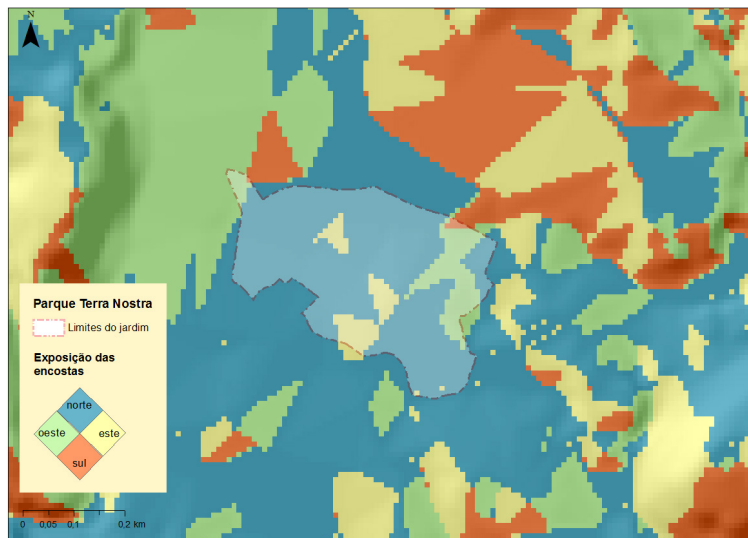 N
Parque Terra Nostra
Limites do jardim
Exposição das
encostas
norte
oeste
este
sul
0 0,05 0,1 0,2 km